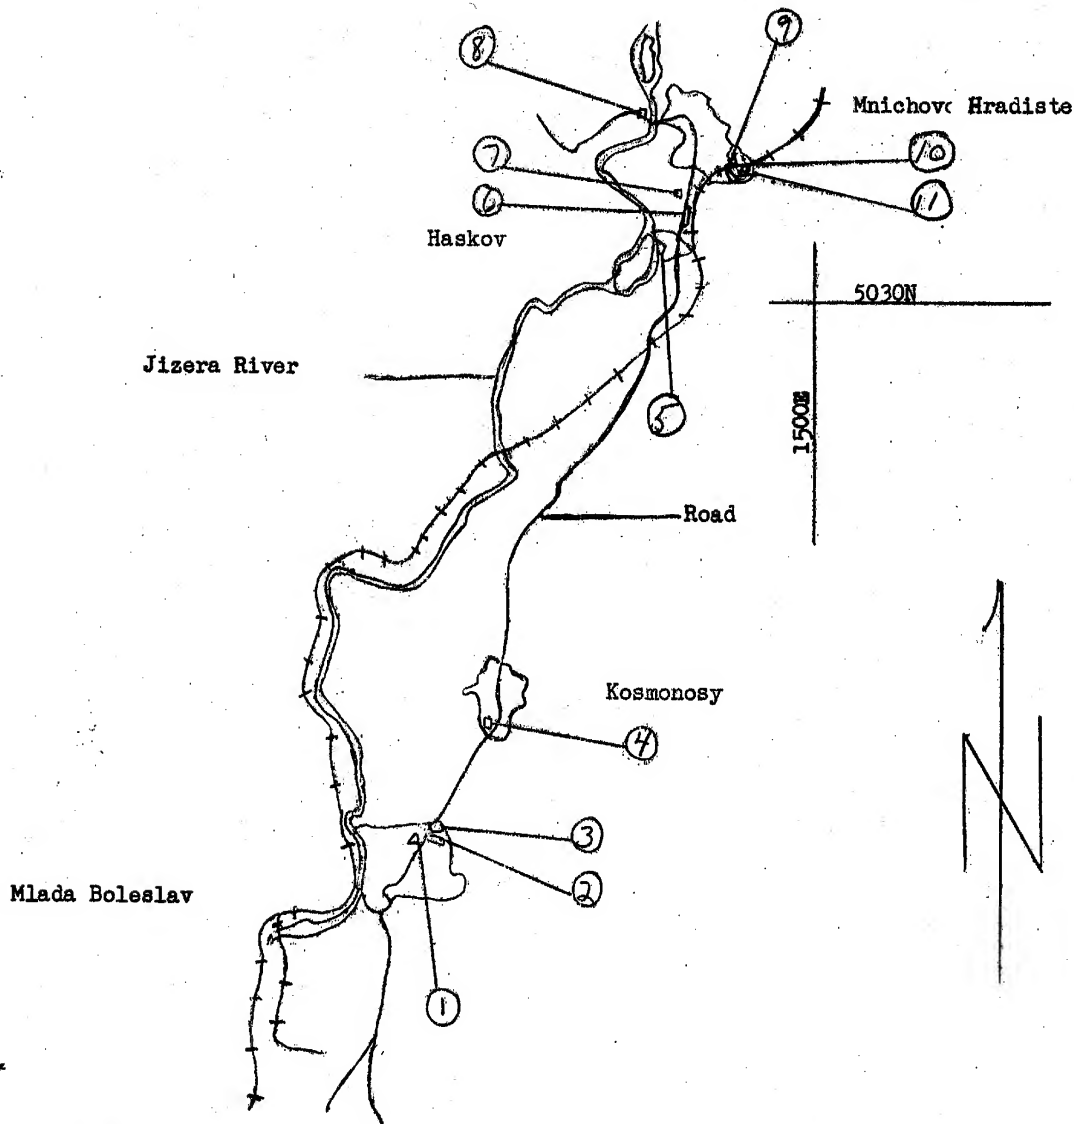 9
8
Mnichovo Hradiste
10
7
11
6
Haskov
5030N
Jizera River
1500E
5
Road
Kosmonosy
4
3
2
Mlada Boleslav
1
N